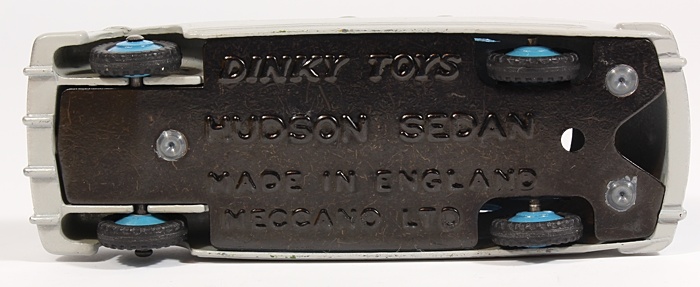 DINKY TOYS
HUDSON SEDAN
MADE IN ENGLAND
MECCANO LTD